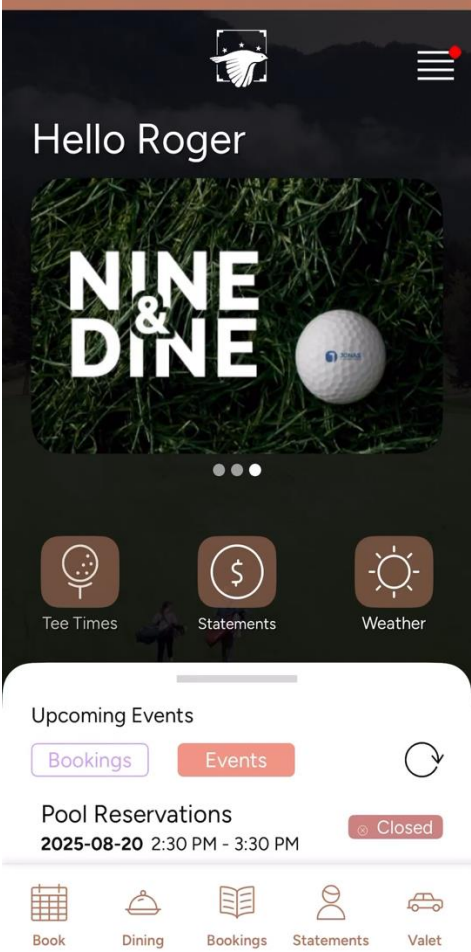 Hello Roger
NINE
&
DINE
JONAS
Tee Times
Statements
Weather
Upcoming Events
Bookings
Events
Pool Reservations
Closed
2025-08-20 2:30 PM - 3:30 PM
Book
Dining
Bookings
Statements
Valet